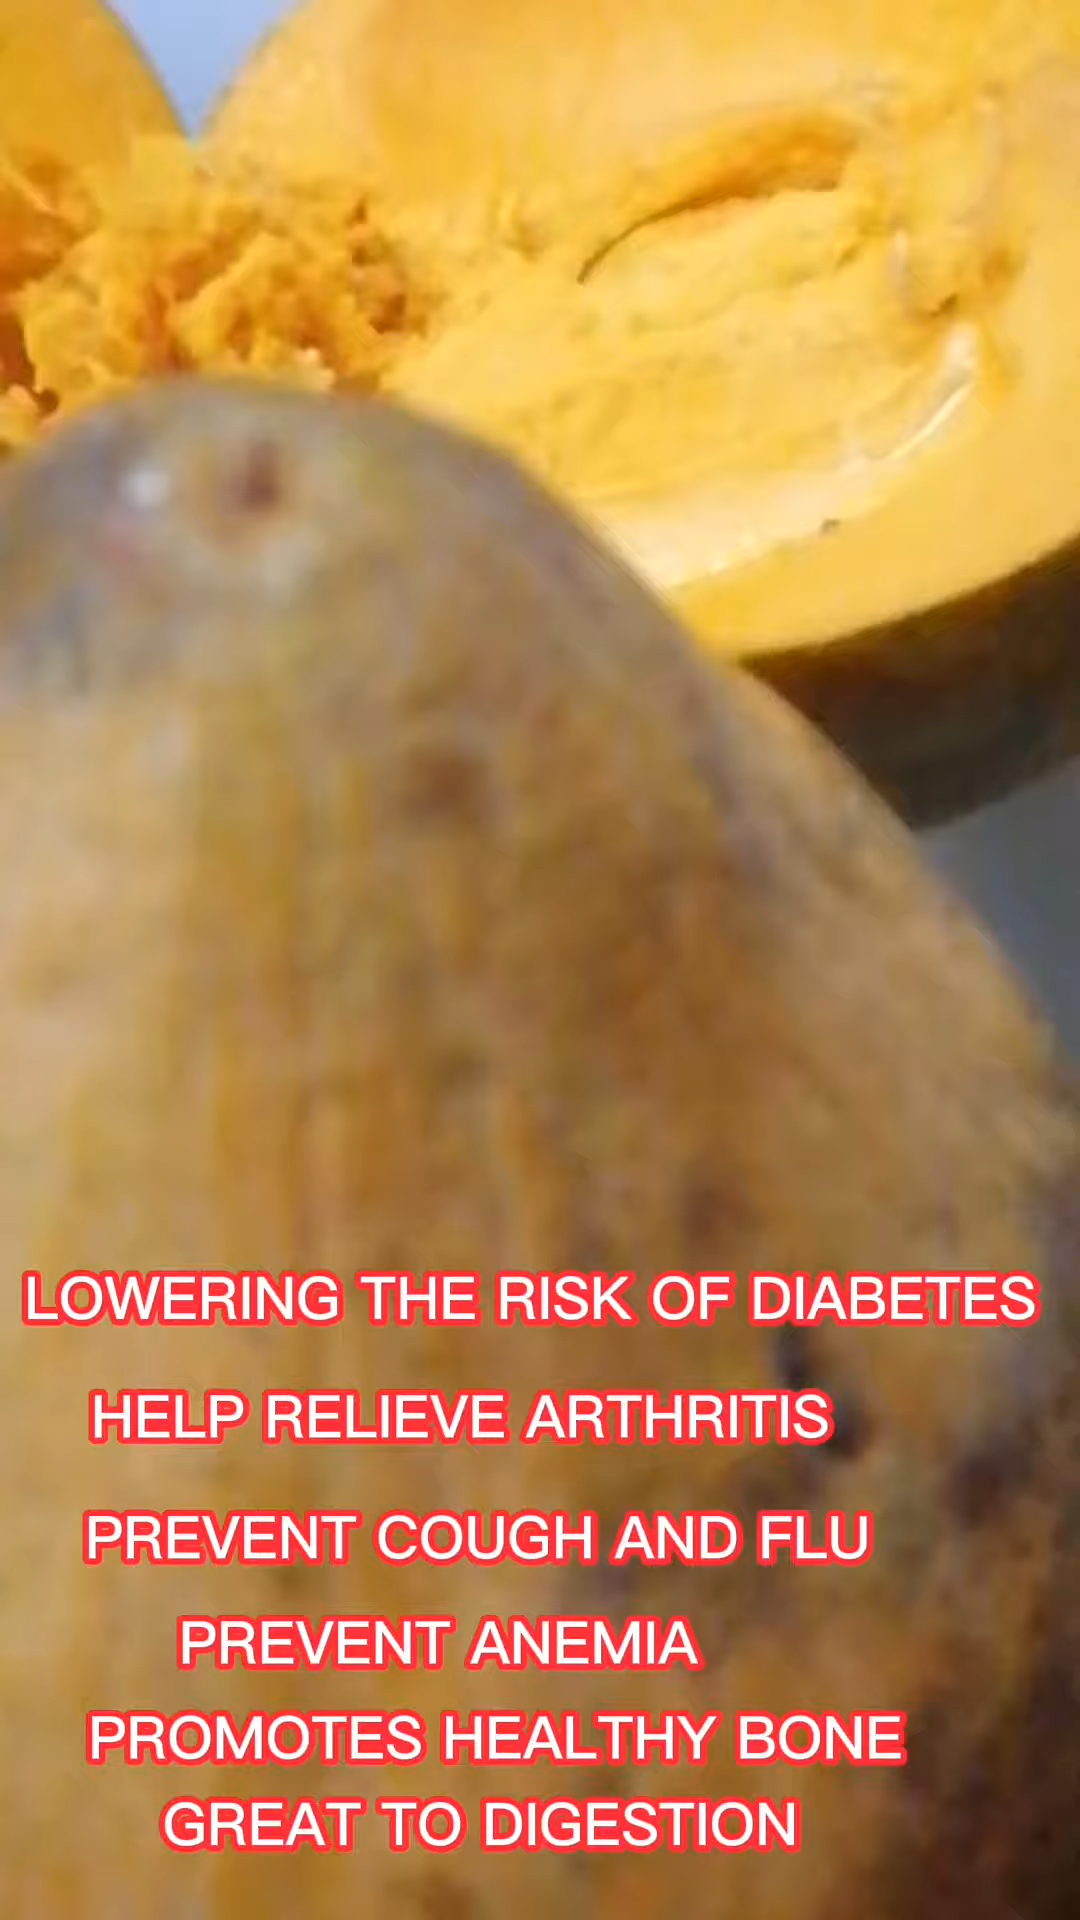 LOWERING THE RISK OF DIABETES
HELP RELIEVE ARTHRITIS
PREVENT COUGH AND FLU
PREVENT ANEMIA
PROMOTES HEALTHY BONE
GREAT TO DIGESTION